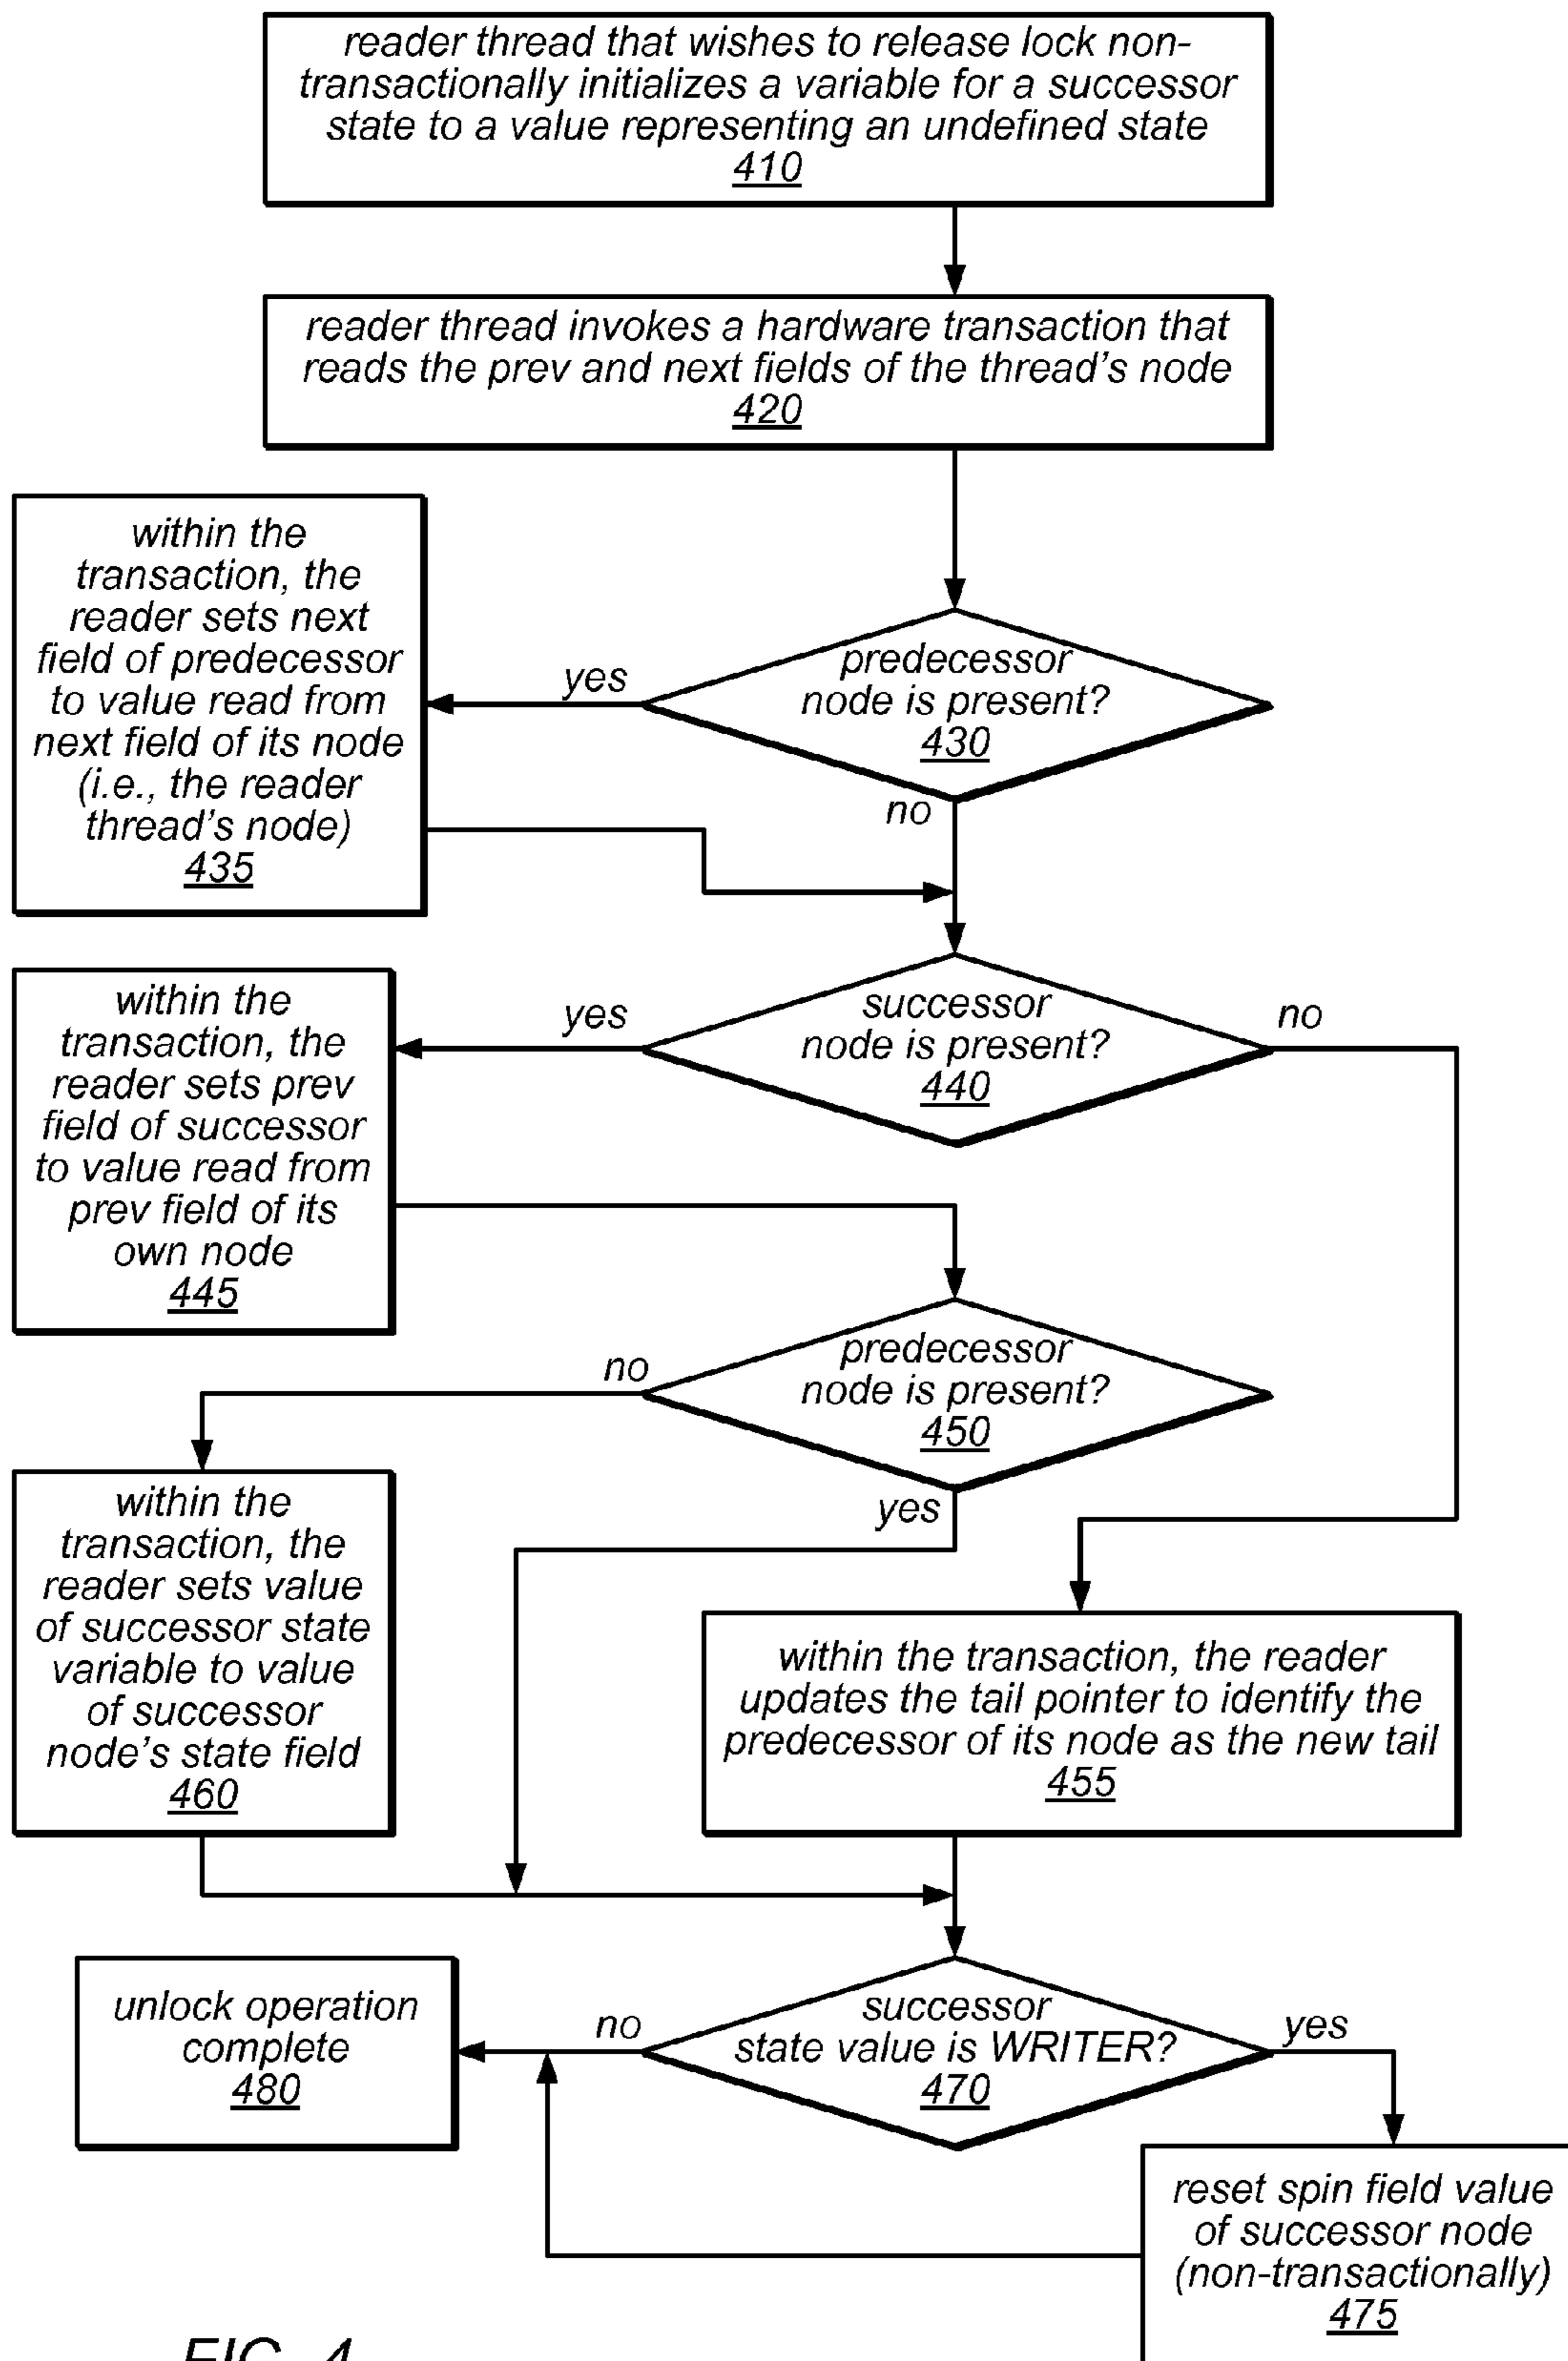 reader thread that wishes to release lock non-
transactionally initializes a variable for a successor
state to a value representing an undefined state
410
reader thread invokes a hardware transaction that
reads the prev and next fields of the thread's node
420
within the
transaction, the
reader sets next
field of predecessor
to value read from
next field of its node
(i.e., the reader
thread's node)
435
yes
predecessor
node is present?
430
no
within the
transaction, the
reader sets prev
field of successor
to value read from
prev field of its
own node
445
yes
successor
node is present?
440
no
no
predecessor
node is present?
450
yes
within the
transaction, the
reader sets value
of successor state
variable to value
of successor
node's state field
460
within the transaction, the reader
updates the tail pointer to identify the
predecessor of its node as the new tail
455
unlock operation
complete
480
no
successor
state value is WRITER?
470
yes
reset spin field value
of successor node
(non-transactionally)
475
FIG. 4